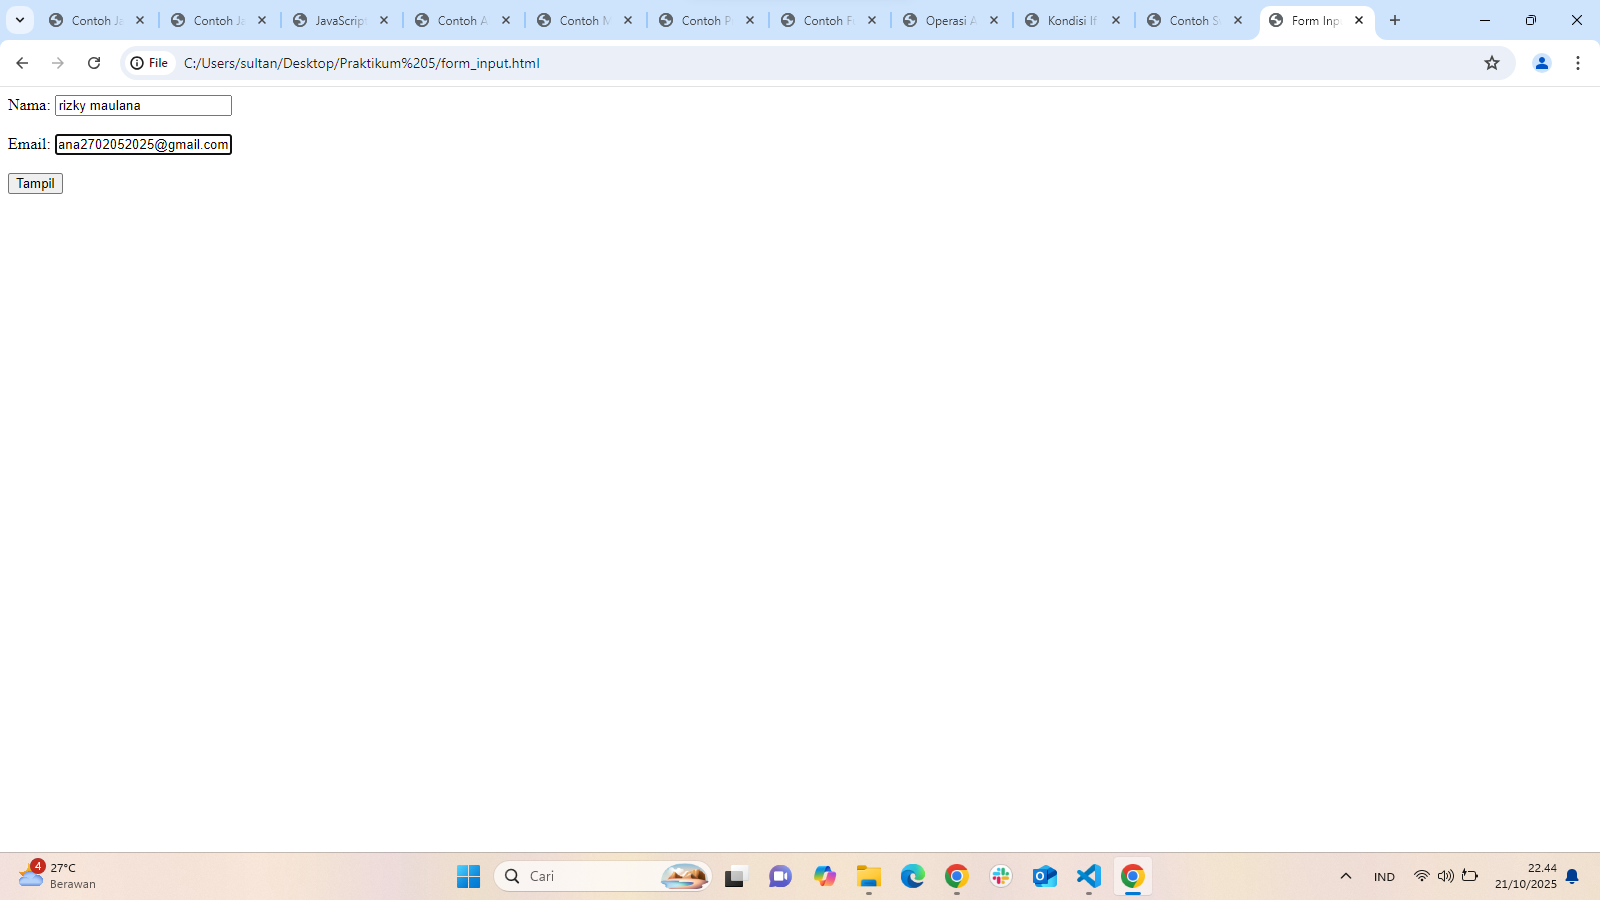 Contoh Ja
Contoh Ja
JavaScript
Contoh A
Contoh M
Contoh Pe
Contoh Fu
Operasi A
Kondisi If
Contoh S
Form Inp
File
C:/Users/sultan/Desktop/Praktikum%205/form_input.html
Nama: rizky maulana
Email: ana2702052025@gmail.com
Tampil
4
27°C
Berawan
Cari
IND
22.44
21/10/2025